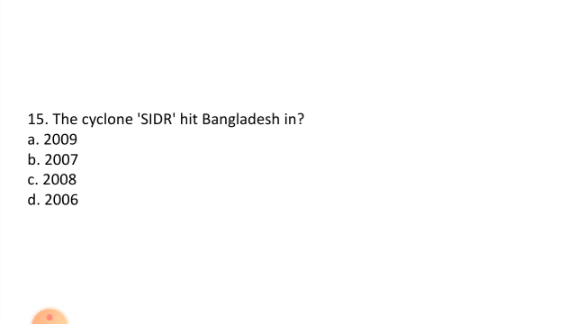 15. The cyclone 'SIDR' hit Bangladesh in?
a. 2009
b. 2007
c. 2008
d. 2006